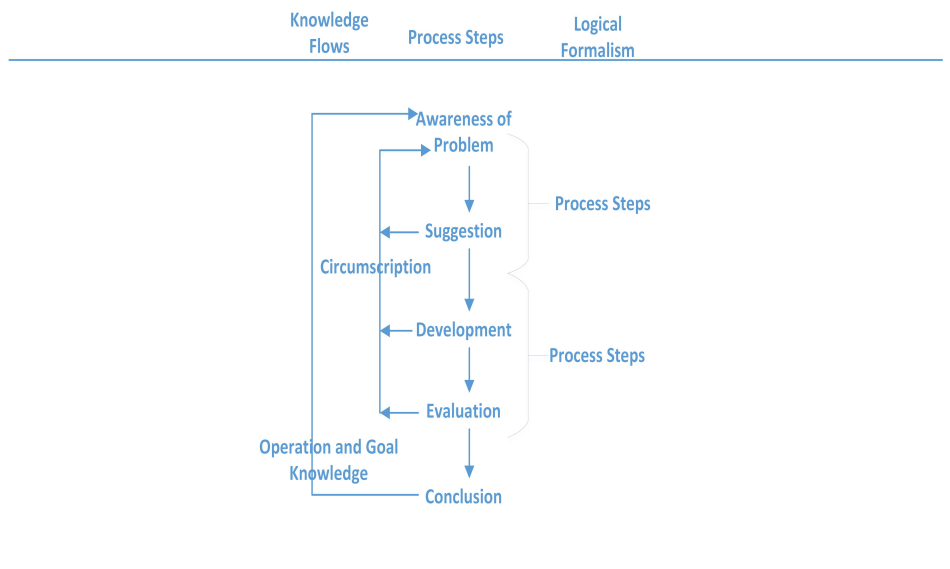 Knowledge
Flows
Process Steps
Logical
Formalism
Awareness of
Problem
Process Steps
Suggestion
Circumscription
Development
Process Steps
Evaluation
Operation and Goal
Knowledge
Conclusion